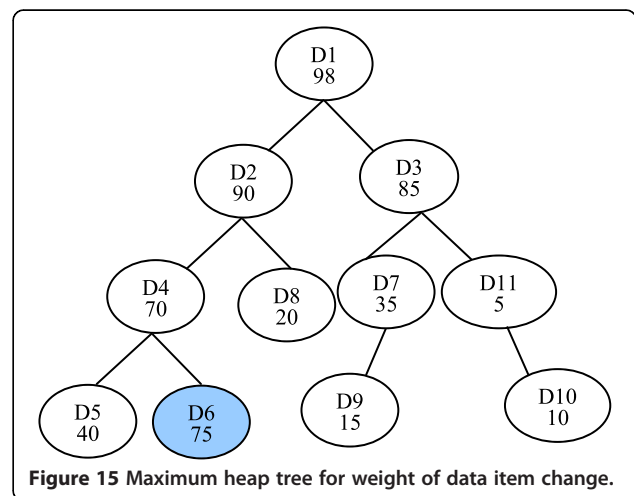 D1
98
D2
90
D3
85
D4
70
D8
20
D7
35
D11
5
D5
40
D6
75
D9
15
D10
10
Figure 15 Maximum heap tree for weight of data item change.